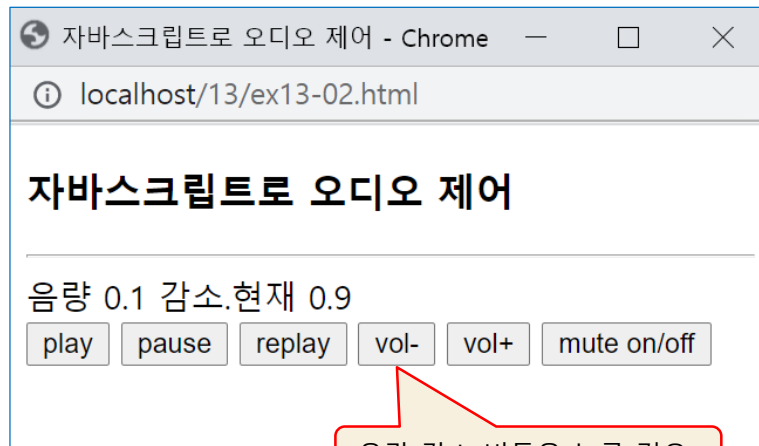 자바스크립트로 오디오 제어 - Chrome
localhost/13/ex13-02.html
자바스크립트로 오디오 제어
음량 0.1 감소.현재 0.9
play pause replay vol- vol+ mute on/off